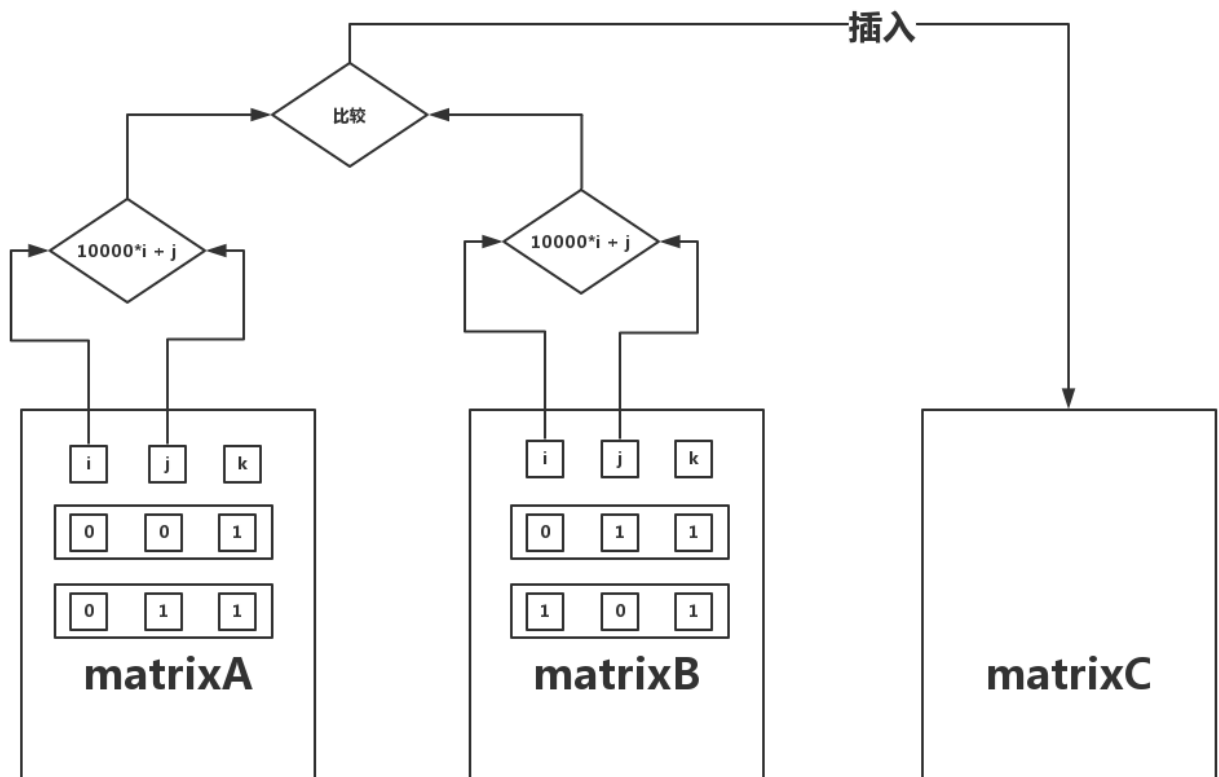 插入
比较
10000*i + j
10000*i + j
i j k
0 0 1
0 1 1
matrixA
i j k
0 1 1
1 0 1
matrixB
matrixC